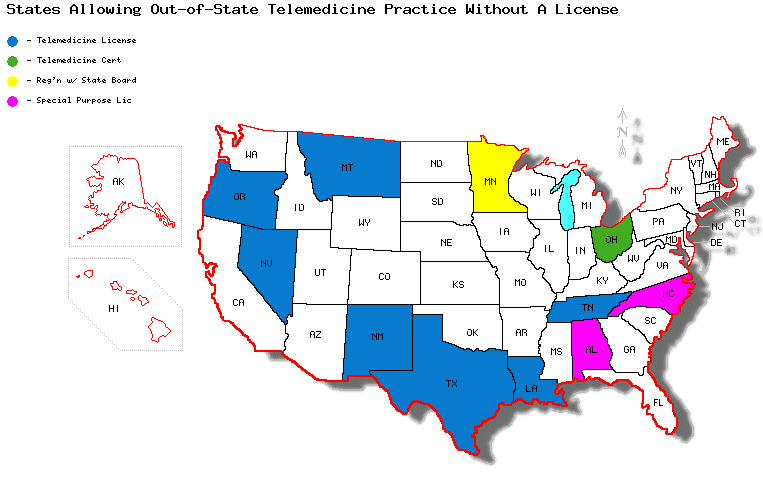 States Allowing Out-of-State Telemedicine Practice Without A License
- Telemedicine License
- Telemedicine Cert
- Reg'n w/ State Board
- Special Purpose Lic
N N
ME
WA
VT
NH
MT
ND
AK
MN
MA
WI
NY
OR
SD
ID
MI
RI
WY
PA
CT
NJ
IA
OH
MD
DE
NE
IL
IN
WV
NV
UT
CO
VA
KS
MO
KY
HI
CA
NC
TN
SC
NM
AZ
OK
AR
MS
AL
GA
TX
LA
FL